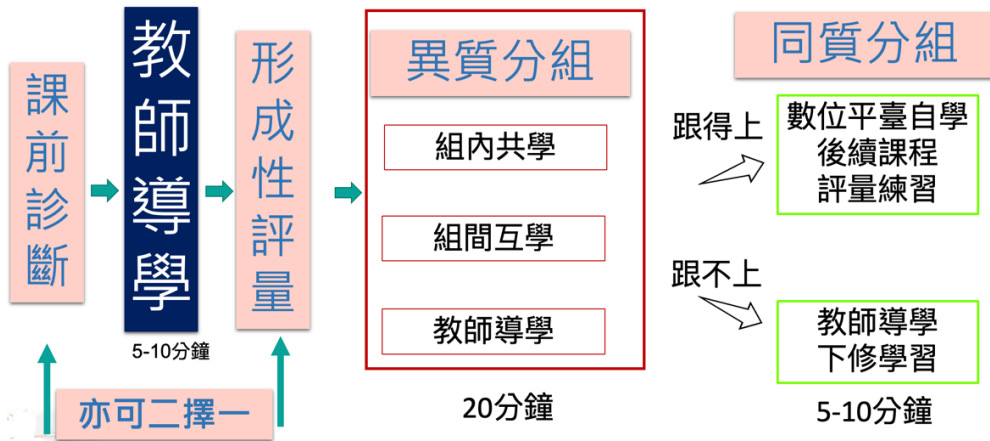 課前診斷
教師導學
5-10分鐘
形成性評量
亦可二擇一
異質分組
組內共學
組間互學
教師導學
20分鐘
同質分組
跟得上
數位平臺自學
後續課程
評量練習
跟不上
教師導學
下修學習
5-10分鐘